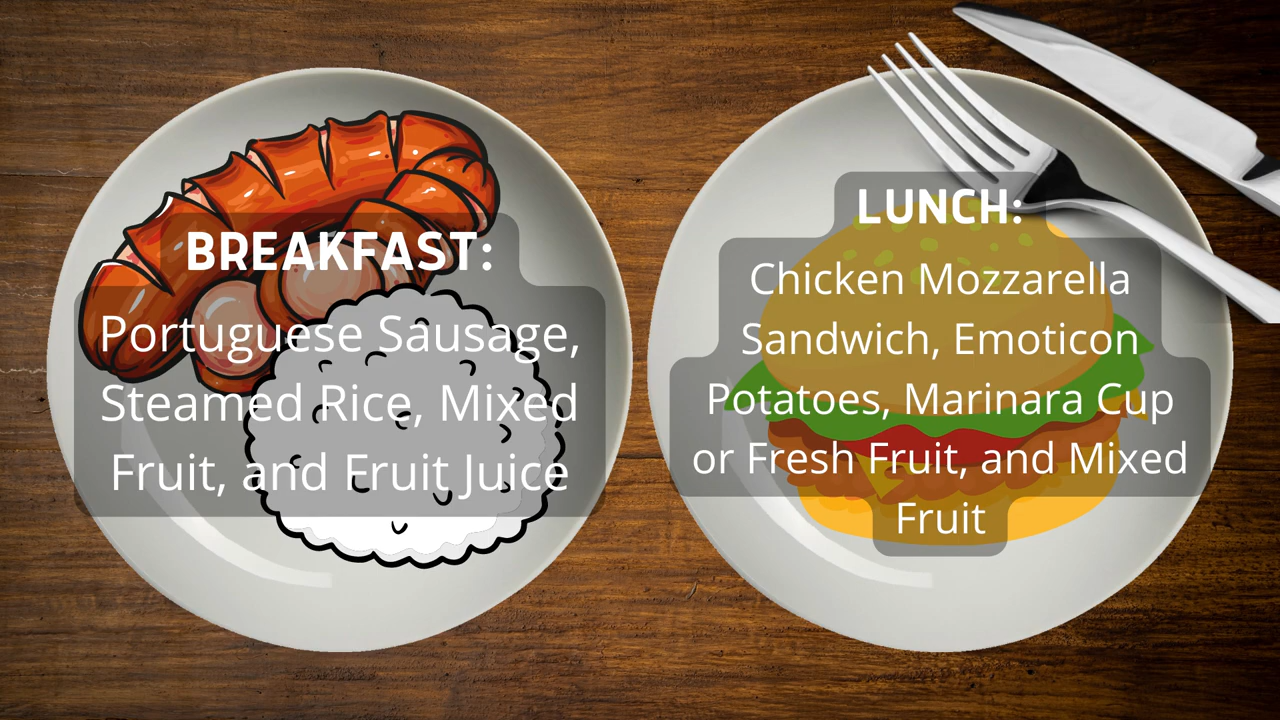 BREAKFAST:
Portuguese Sausage,
Steamed Rice, Mixed
Fruit, and Fruit Juice
LUNCH:
Chicken Mozzarella
Sandwich, Emoticon
Potatoes, Marinara Cup
or Fresh Fruit, and Mixed
Fruit